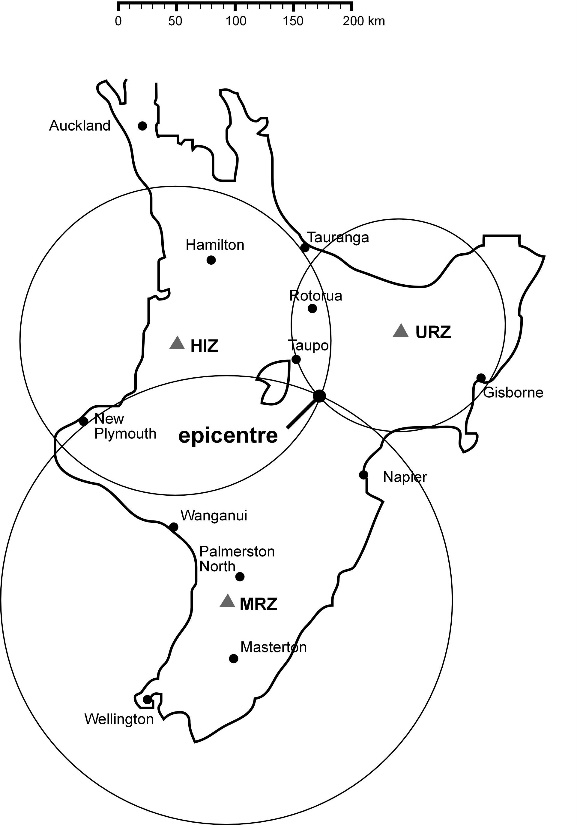 0 50 100 150 200 km
Auckland
Tauranga
Hamilton
Rotorua
HIZ
URZ
Taupo
Gisborne
New
Plymouth
epicentre
Napier
Wanganui
Palmerston
North
MRZ
Masterton
Wellington